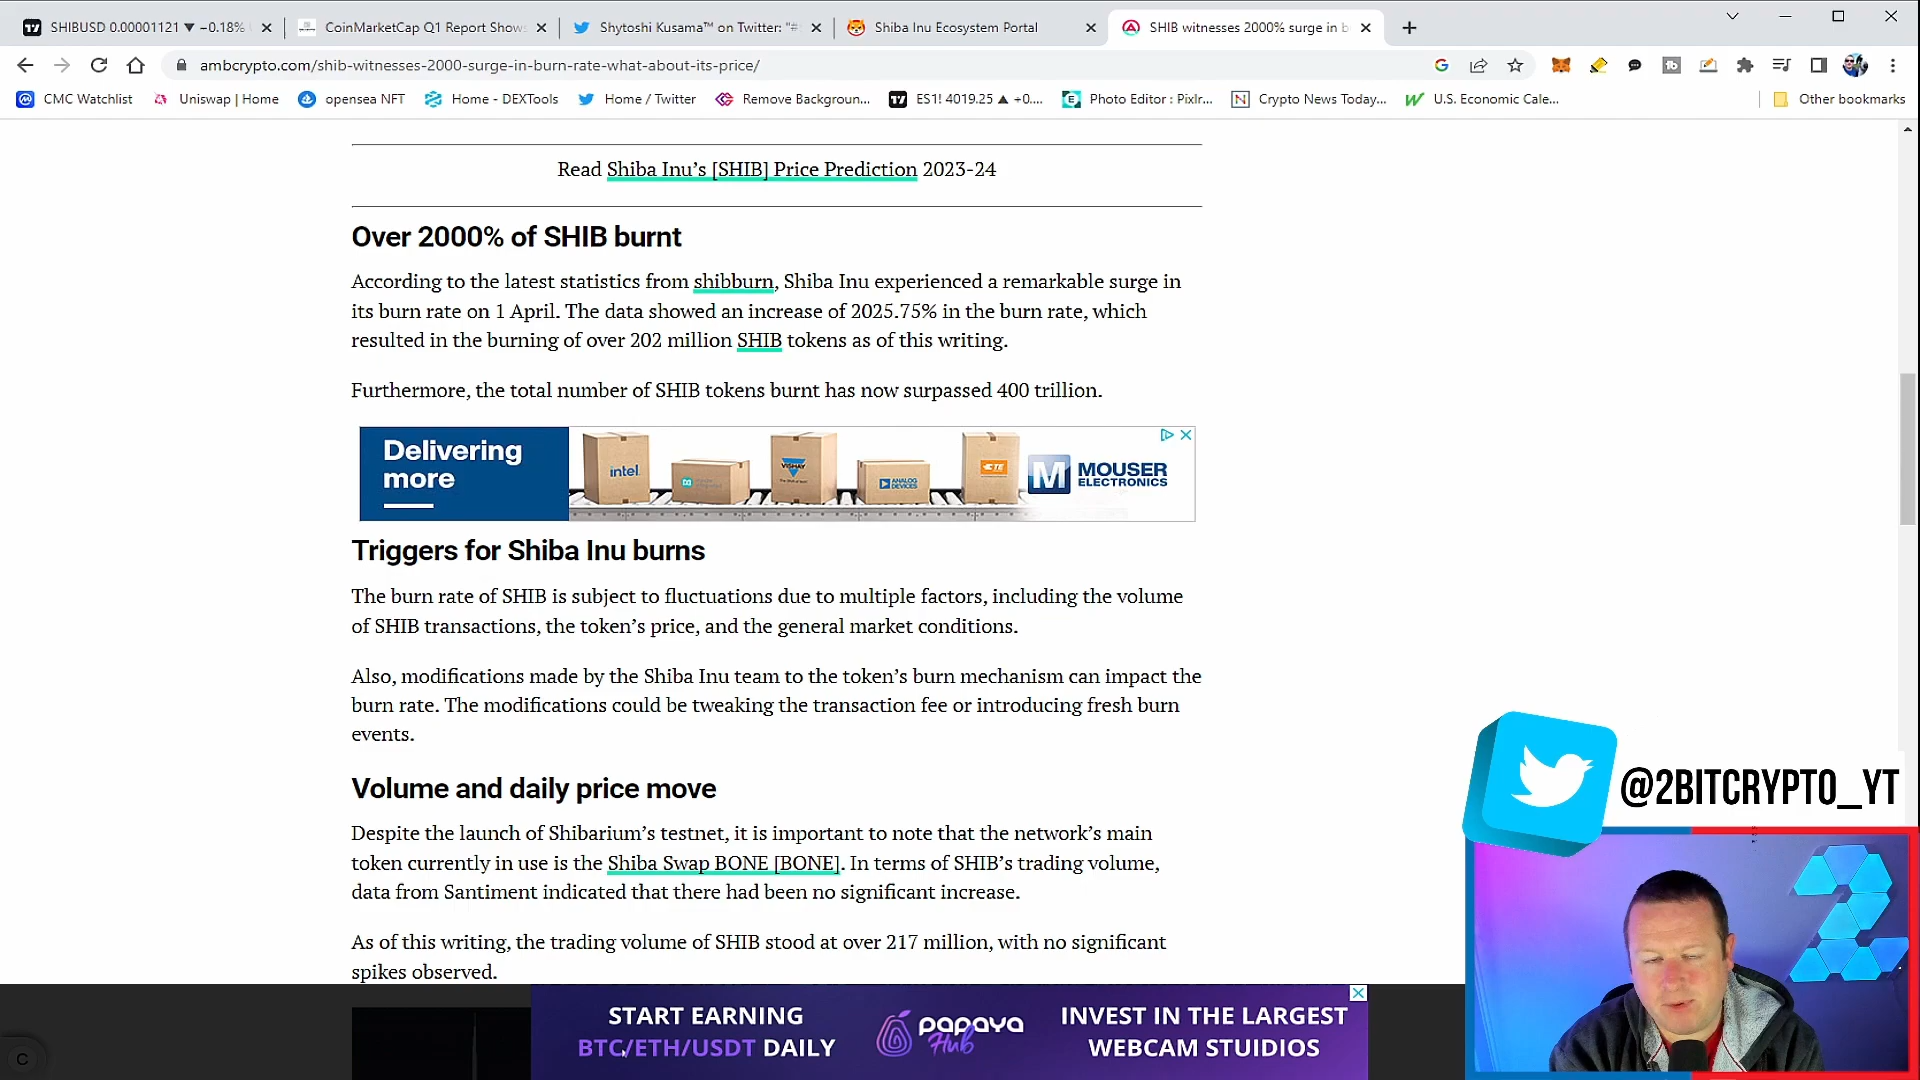 SHIBUSD 0.00001121 ▼ −0.18%
CoinMarketCap Q1 Report Show
Shytoshi Kusama™ on Twitter: "#
Shiba Inu Ecosystem Portal
SHIB witnesses 2000% surge in b
ambcrypto.com/shib-witnesses-2000-surge-in-burn-rate-what-about-its-price/
CMC Watchlist
Uniswap | Home
opensea NFT
Home - DEXTools
Home / Twitter
Remove Backgroun...
ES1! 4019.25 ▲ +0....
Photo Editor : Pixlr...
Crypto News Today...
U.S. Economic Cale...
Other bookmarks
Read Shiba Inu’s [SHIB] Price Prediction 2023-24
Over 2000% of SHIB burnt
According to the latest statistics from shibburn, Shiba Inu experienced a remarkable surge in
its burn rate on 1 April. The data showed an increase of 2025.75% in the burn rate, which
resulted in the burning of over 202 million SHIB tokens as of this writing.
Furthermore, the total number of SHIB tokens burnt has now surpassed 400 trillion.
Delivering
more
intel
VISHAY
ANALOG
DEVICES
TE
M MOUSER
ELECTRONICS
Triggers for Shiba Inu burns
The burn rate of SHIB is subject to fluctuations due to multiple factors, including the volume
of SHIB transactions, the token’s price, and the general market conditions.
Also, modifications made by the Shiba Inu team to the token’s burn mechanism can impact the
burn rate. The modifications could be tweaking the transaction fee or introducing fresh burn
events.
Volume and daily price move
Despite the launch of Shibarium’s testnet, it is important to note that the network’s main
token currently in use is the Shiba Swap BONE [BONE]. In terms of SHIB’s trading volume,
data from Santiment indicated that there had been no significant increase.
As of this writing, the trading volume of SHIB stood at over 217 million, with no significant
spikes observed.
@2BITCRYPTO_YT
START EARNING
BTC/ETH/USDT DAILY
papaya
Hub
INVEST IN THE LARGEST
WEBCAM STUIDIOS